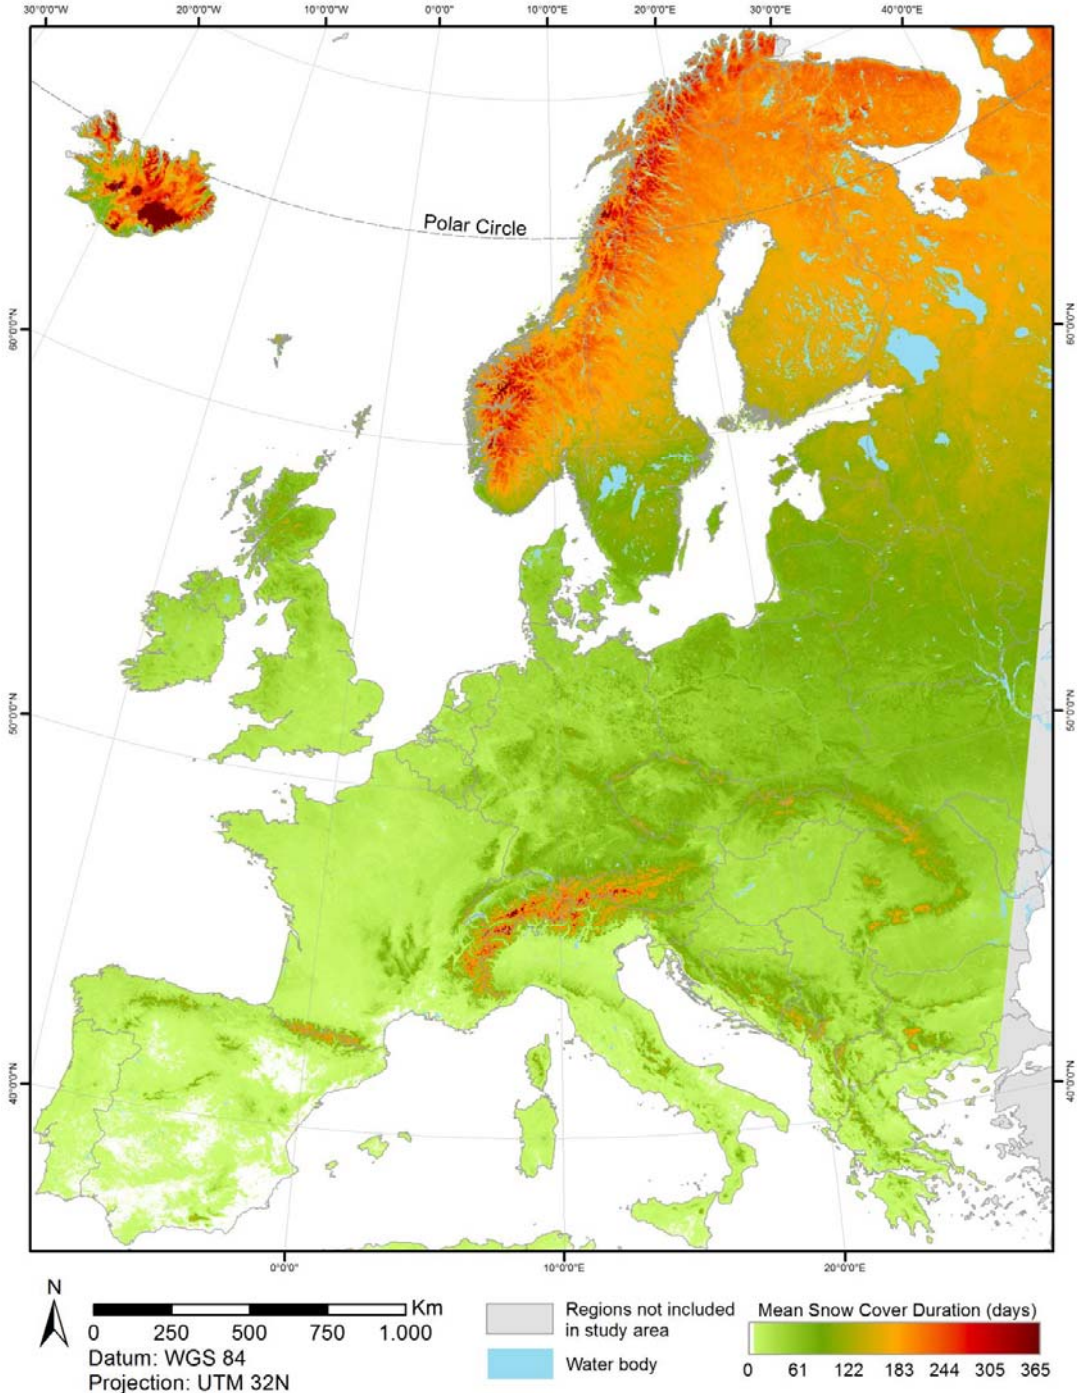 30°0'0"W 20°0'0"W 10°0'0"W 0°0'0" 10°0'0"E 20°0'0"E 30°0'0"E 40°0'0"E
Polar Circle
60°0'0"N 60°0'0"N
50°0'0"N 50°0'0"N
40°0'0"N 40°0'0"N
0°0'0" 10°0'0"E 20°0'0"E
N
Km
0 250 500 750 1.000
Datum: WGS 84
Projection: UTM 32N
Regions not included
in study area
Water body
Mean Snow Cover Duration (days)
0 61 122 183 244 305 365